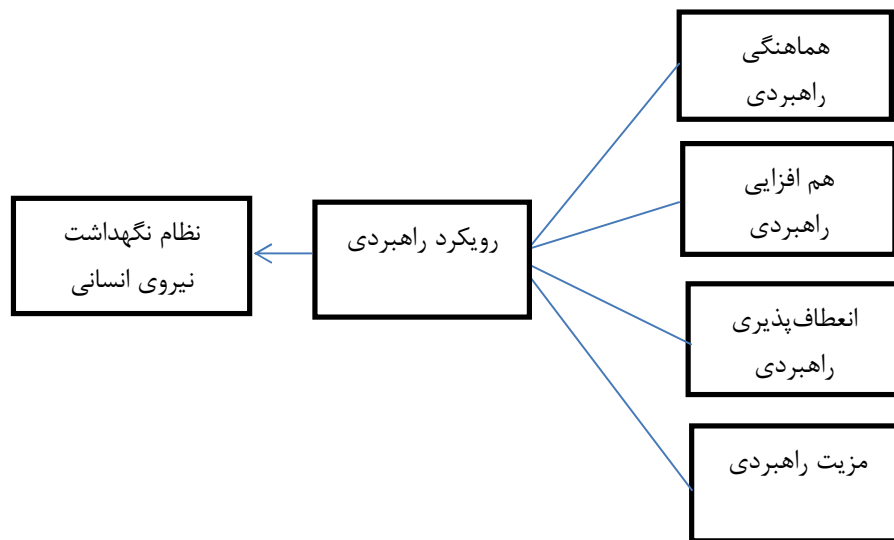 هماهنگی
راهبردی
هم افزایی
راهبردی
انعطاف‌پذیری
راهبردی
مزیت راهبردی
رویکرد راهبردی
نظام نگهداشت
نیروی انسانی